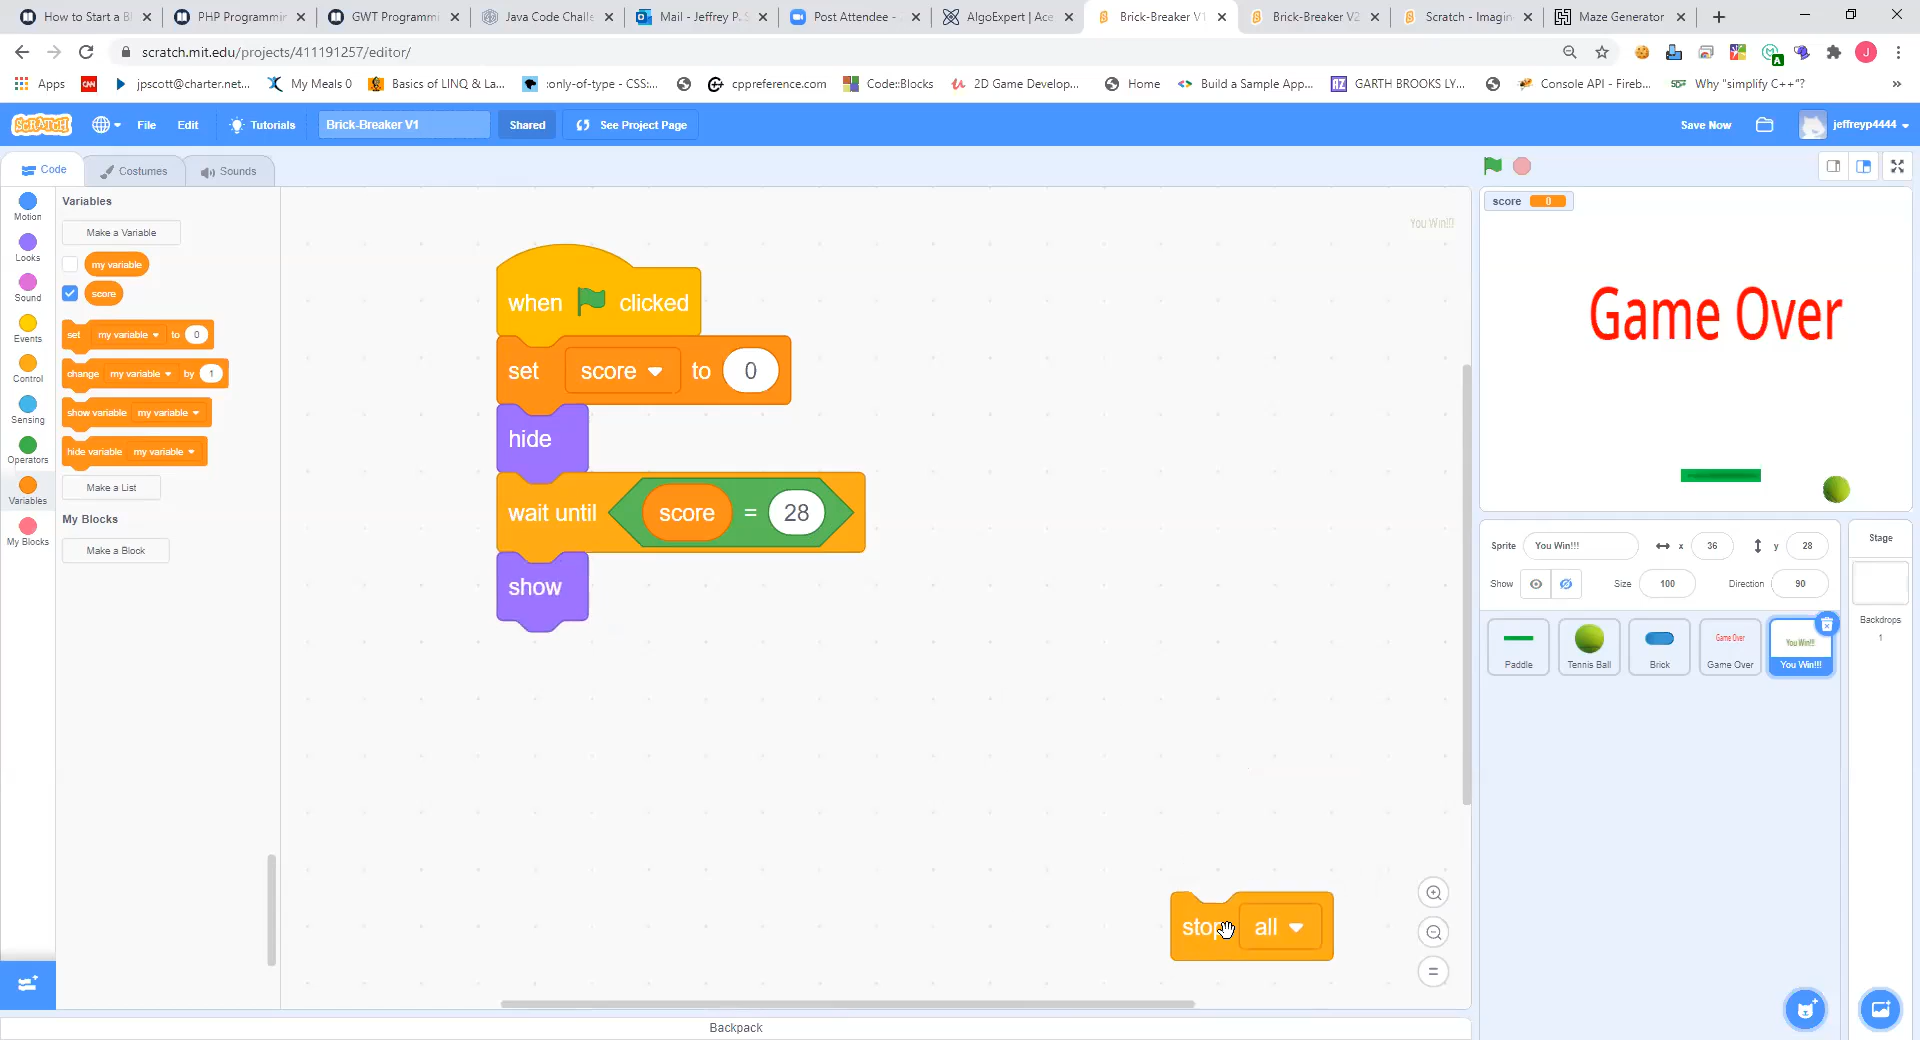 How to Start a B
PHP Programmin
GWT Programmi
Java Code Challe
Mail - Jeffrey P. S
Post Attendee -
AlgoExpert | Ace
Brick-Breaker V1
Brick-Breaker V2
Scratch - Imagin
Maze Generator
scratch.mit.edu/projects/411191257/editor/
Apps
CNN
jpscott@charter.net...
My Meals 0
Basics of LINQ & La...
:only-of-type - CSS:...
cppreference.com
Code::Blocks
2D Game Develop...
Home
Build a Sample App...
GARTH BROOKS LY...
Console API - Fireb...
Why "simplify C++"?
SCRATCH
File
Edit
Tutorials
Brick-Breaker V1
Shared
See Project Page
Save Now
jeffreyp4444
Code
Costumes
Sounds
Motion
Looks
Sound
Events
Control
Sensing
Operators
Variables
My Blocks
Variables
Make a Variable
my variable
score
set my variable to 0
change my variable by 1
show variable my variable
hide variable my variable
Make a List
My Blocks
Make a Block
You Win!!!
when clicked
set score to 0
hide
wait until score = 28
show
stop all
Backpack
score 0
Game Over
Sprite You Win!!! x 36 y 28
Show Size 100 Direction 90
Paddle
Tennis Ball
Brick
Game Over
Game Over
You Win!!!
You Win!!!
Stage
Backdrops
1